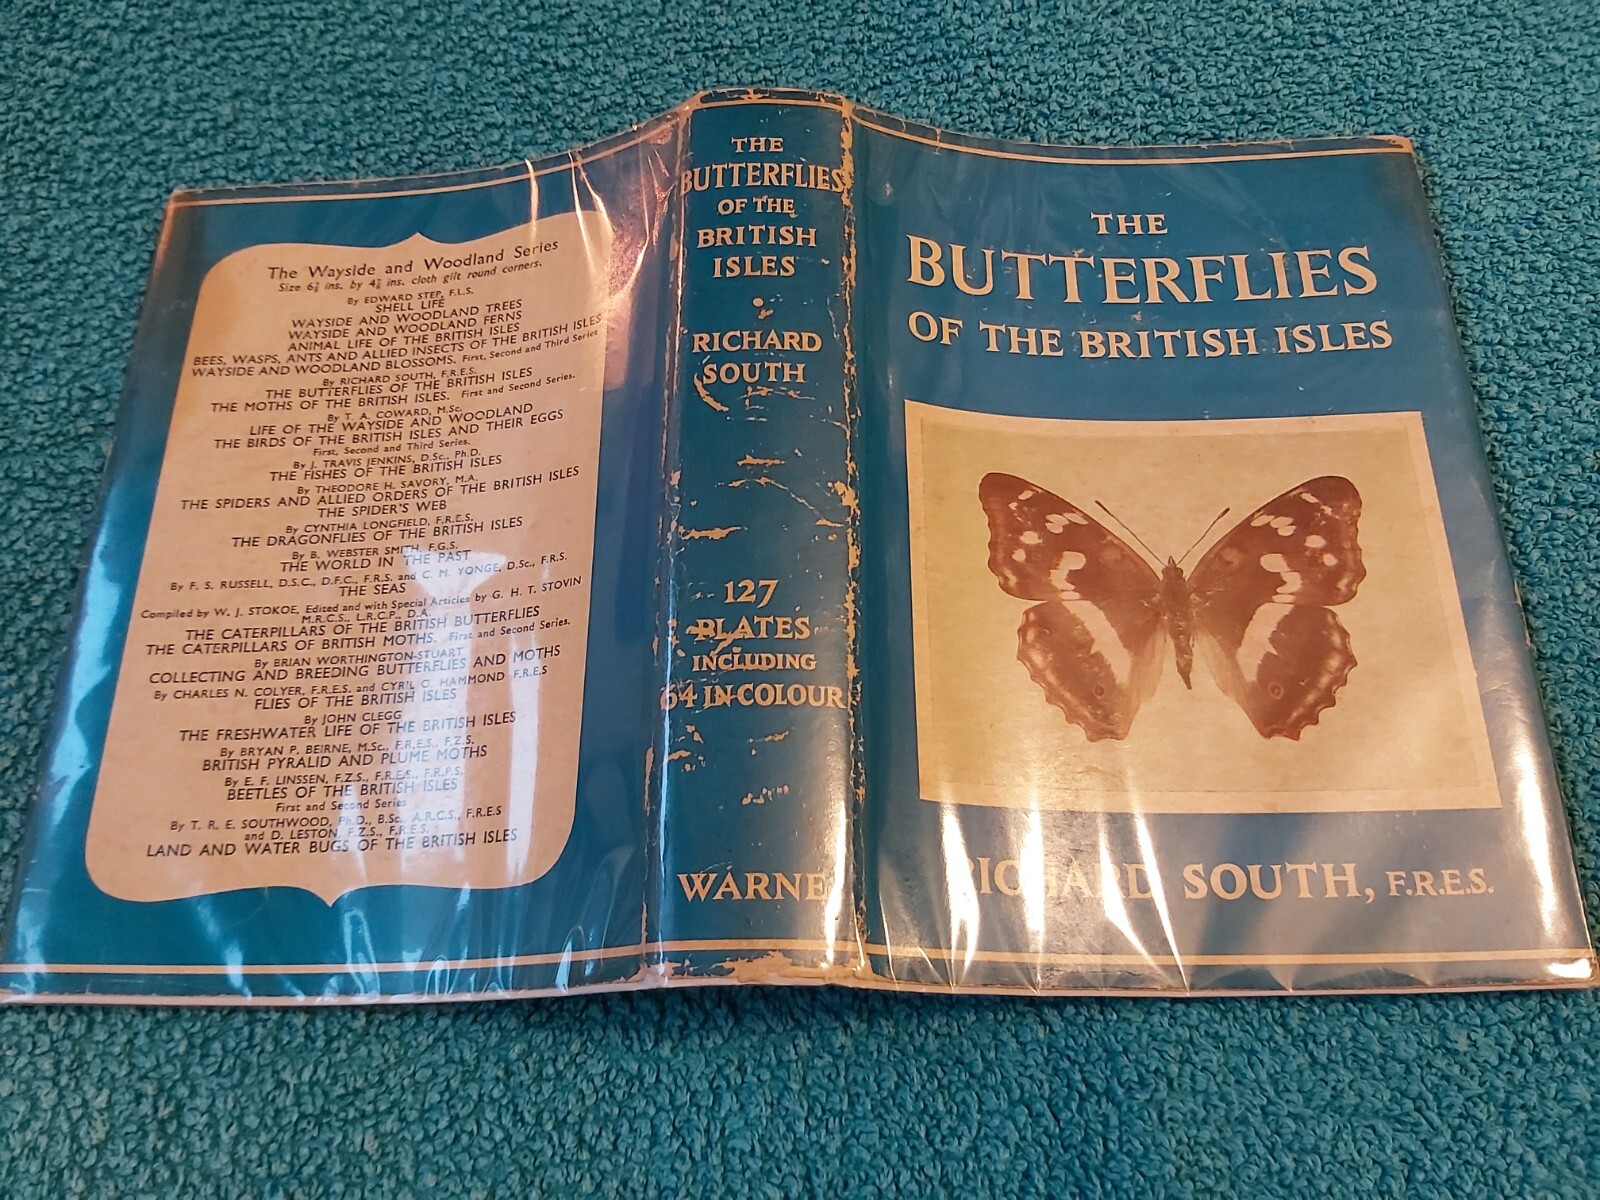 The Wayside and Woodland Series
Size 6¾ ins. by 4⅜ ins. cloth gilt round corners.
By EDWARD STEP, F.L.S.
SHELL LIFE
WAYSIDE AND WOODLAND TREES
WAYSIDE AND WOODLAND FERNS
ANIMAL LIFE OF THE BRITISH ISLES
BEES, WASPS, ANTS AND ALLIED INSECTS OF THE BRITISH ISLES
WAYSIDE AND WOODLAND BLOSSOMS. First, Second and Third Series
By RICHARD SOUTH, F.R.E.S.
THE BUTTERFLIES OF THE BRITISH ISLES
THE MOTHS OF THE BRITISH ISLES. First and Second Series.
By T. A. COWARD, M.Sc.
LIFE OF THE WAYSIDE AND WOODLAND
THE BIRDS OF THE BRITISH ISLES AND THEIR EGGS
First, Second and Third Series.
By J. TRAVIS JENKINS, D.Sc., Ph.D.
THE FISHES OF THE BRITISH ISLES
By THEODORE H. SAVORY, M.A.
THE SPIDERS AND ALLIED ORDERS OF THE BRITISH ISLES
THE SPIDER'S WEB
By CYNTHIA LONGFIELD, F.R.E.S.
THE DRAGONFLIES OF THE BRITISH ISLES
By B. WEBSTER SMITH, F.G.S.
THE WORLD IN THE PAST
By F. S. RUSSELL, D.S.C., D.F.C., F.R.S. and C. M. YONGE, D.Sc., F.R.S.
THE SEAS
Compiled by W. J. STOKOE, Edited and with Special Articles by G. H. T. STOVIN
M.R.C.S., L.R.C.P., D.A.
THE CATERPILLARS OF THE BRITISH BUTTERFLIES
THE CATERPILLARS OF BRITISH MOTHS. First and Second Series.
By BRIAN WORTHINGTON-STUART
COLLECTING AND BREEDING BUTTERFLIES AND MOTHS
By CHARLES N. COLYER, F.R.E.S. and CYRIL O. HAMMOND F.R.E.S
FLIES OF THE BRITISH ISLES
By JOHN CLEGG
THE FRESHWATER LIFE OF THE BRITISH ISLES
By BRYAN P. BEIRNE, M.Sc., F.R.E.S., F.Z.S.
BRITISH PYRALID AND PLUME MOTHS
By E. F. LINSSEN, F.Z.S., F.R.E.S., F.R.P.S.
BEETLES OF THE BRITISH ISLES
First and Second Series
By T. R. E. SOUTHWOOD, Ph.D., B.Sc., A.R.C.S., F.R.E.S
and D. LESTON, F.Z.S., F.R.E.S.
LAND AND WATER BUGS OF THE BRITISH ISLES
THE
BUTTERFLIES
OF THE
BRITISH
ISLES
RICHARD
SOUTH
127
PLATES
INCLUDING
64 IN COLOUR
WARNE
THE
BUTTERFLIES
OF THE BRITISH ISLES
RICHARD SOUTH, F.R.E.S.